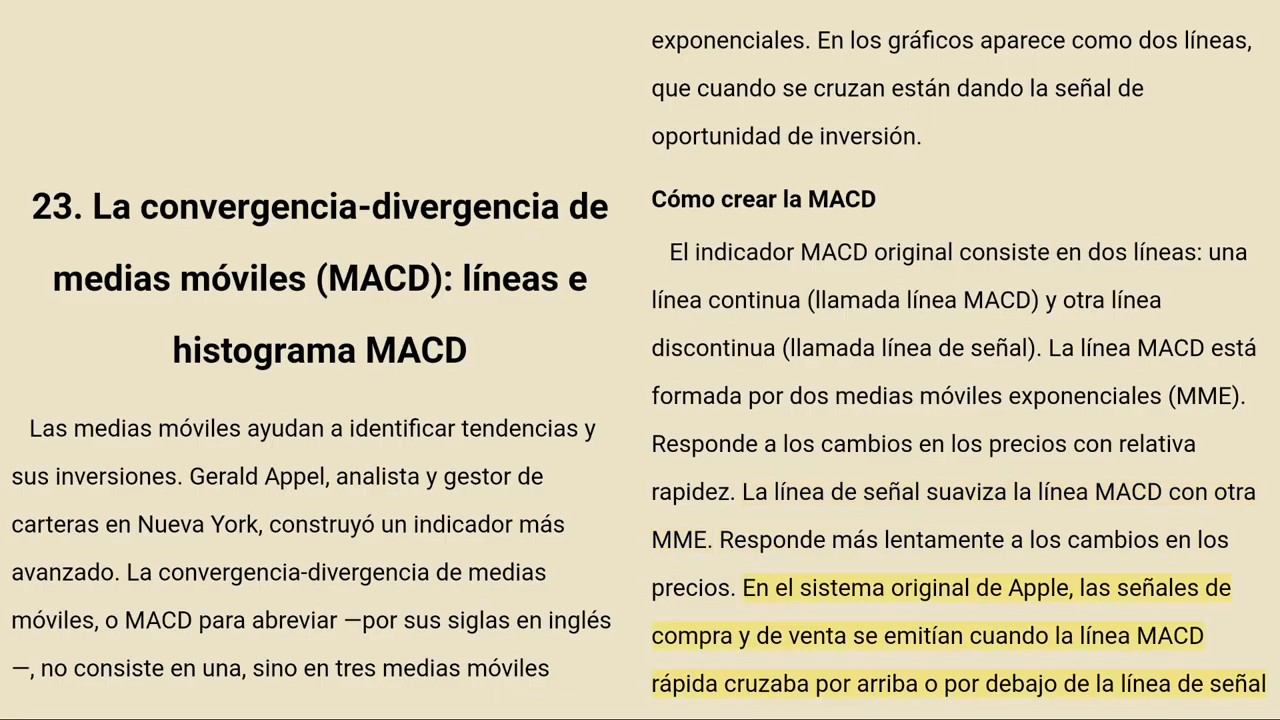 23. La convergencia-divergencia de
medias móviles (MACD): líneas e
histograma MACD
Las medias móviles ayudan a identificar tendencias y
sus inversiones. Gerald Appel, analista y gestor de
carteras en Nueva York, construyó un indicador más
avanzado. La convergencia-divergencia de medias
móviles, o MACD para abreviar —por sus siglas en inglés
—, no consiste en una, sino en tres medias móviles
exponenciales. En los gráficos aparece como dos líneas,
que cuando se cruzan están dando la señal de
oportunidad de inversión.
Cómo crear la MACD
El indicador MACD original consiste en dos líneas: una
línea continua (llamada línea MACD) y otra línea
discontinua (llamada línea de señal). La línea MACD está
formada por dos medias móviles exponenciales (MME).
Responde a los cambios en los precios con relativa
rapidez. La línea de señal suaviza la línea MACD con otra
MME. Responde más lentamente a los cambios en los
precios. En el sistema original de Apple, las señales de
compra y de venta se emitían cuando la línea MACD
rápida cruzaba por arriba o por debajo de la línea de señal